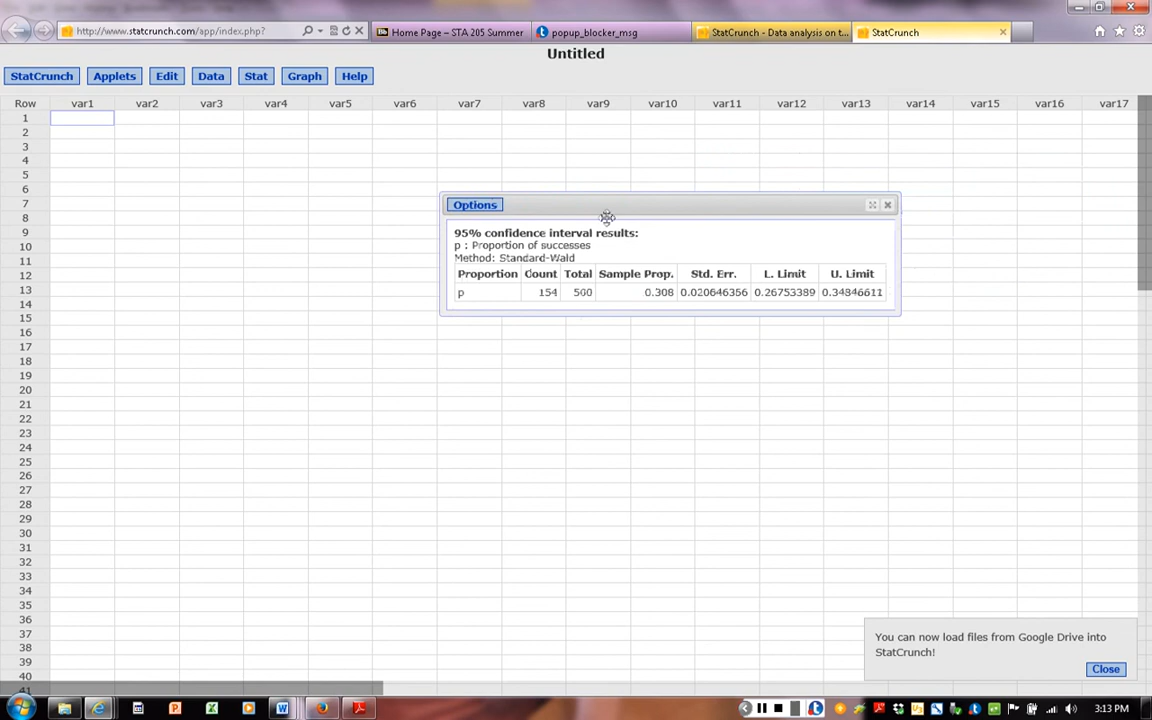 http://www.statcrunch.com/app/index.php?
Home Page – STA 205 Summer
popup_blocker_msg
StatCrunch - Data analysis on t...
StatCrunch
Untitled
StatCrunch Applets Edit Data Stat Graph Help
Row var1 var2 var3 var4 var5 var6 var7 var8 var9 var10 var11 var12 var13 var14 var15 var16 var17
1
2
3
4
5
6
7
8
9
10
11
12
13
14
15
16
17
18
19
20
21
22
23
24
25
26
27
28
29
30
31
32
33
34
35
36
37
38
39
40
41
Options
95% confidence interval results:
p : Proportion of successes
Method: Standard-Wald
Proportion Count Total Sample Prop. Std. Err. L. Limit U. Limit
p 154 500 0.308 0.020646356 0.26753389 0.34846611
You can now load files from Google Drive into
StatCrunch!
Close
3:13 PM